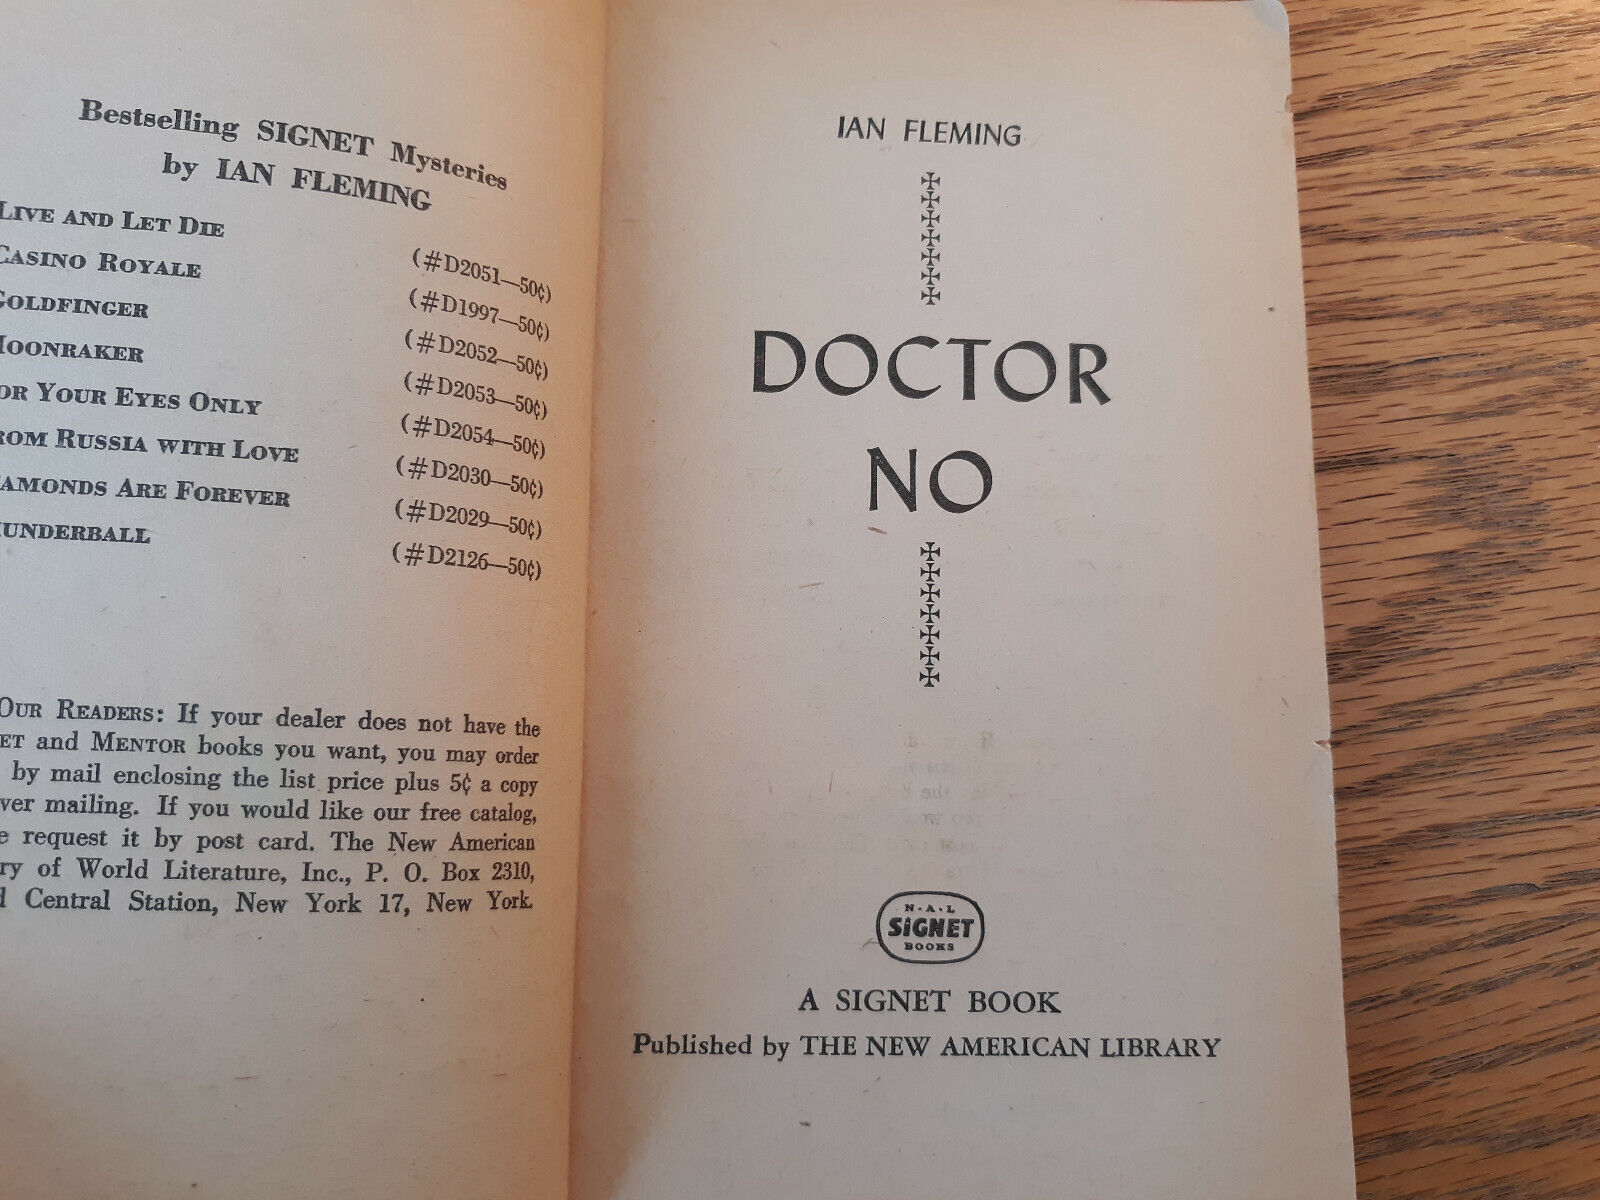 Bestselling SIGNET Mysteries
by IAN FLEMING
LIVE AND LET DIE (#D2051—50¢)
CASINO ROYALE (#D1997—50¢)
GOLDFINGER (#D2052—50¢)
MOONRAKER (#D2053—50¢)
OR YOUR EYES ONLY (#D2054—50¢)
ROM RUSSIA WITH LOVE (#D2030—50¢)
AMONDS ARE FOREVER (#D2029—50¢)
UNDERBALL (#D2126—50¢)
OUR READERS: If your dealer does not have the
ET and MENTOR books you want, you may order
by mail enclosing the list price plus 5¢ a copy
ver mailing. If you would like our free catalog,
e request it by post card. The New American
ry of World Literature, Inc., P. O. Box 2310,
d Central Station, New York 17, New York.
IAN FLEMING
DOCTOR
NO
N·A·L
SIGNET
BOOKS
A SIGNET BOOK
Published by THE NEW AMERICAN LIBRARY